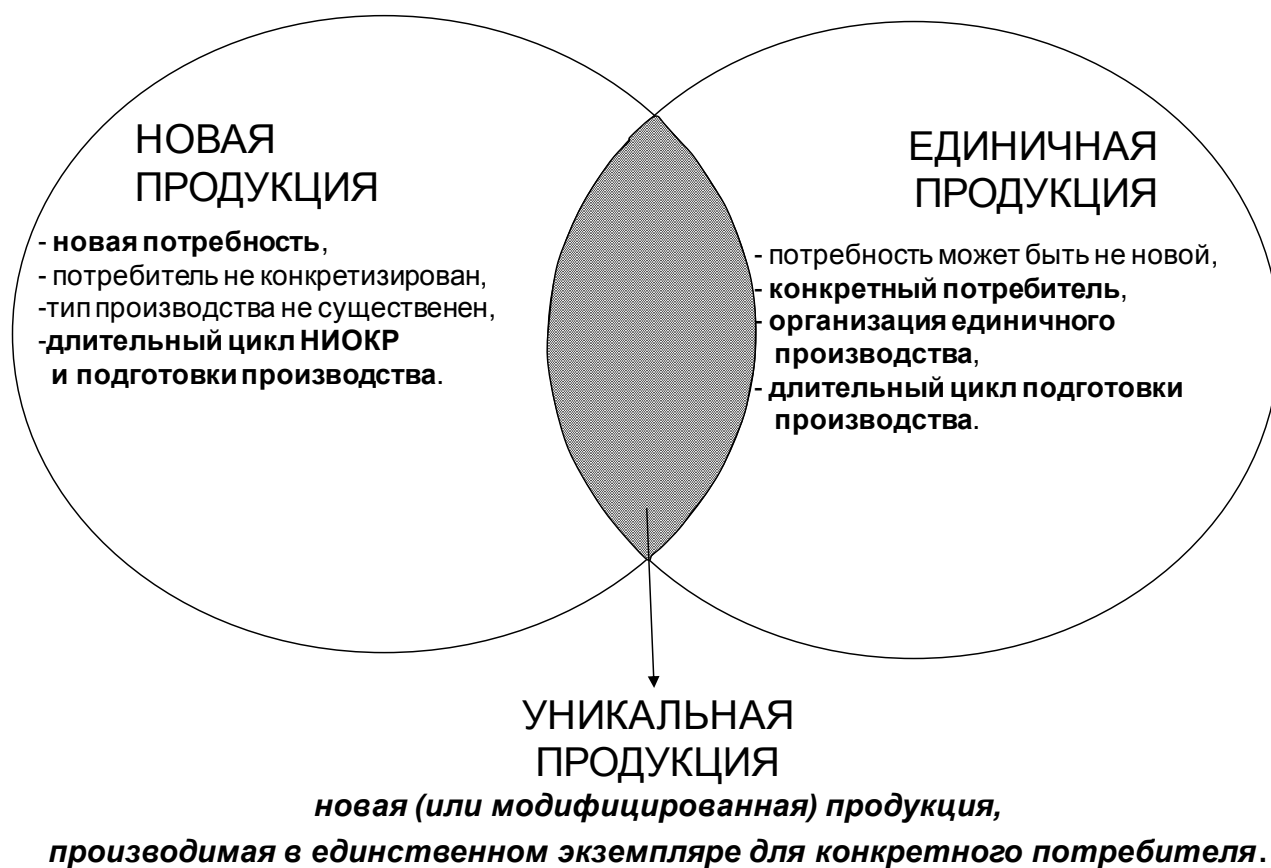 НОВАЯ
ПРОДУКЦИЯ
- новая потребность,
- потребитель не конкретизирован,
-тип производства не существенен,
-длительный цикл НИОКР
и подготовки производства.
ЕДИНИЧНАЯ
ПРОДУКЦИЯ
- потребность может быть не новой,
- конкретный потребитель,
- организация единичного
производства,
- длительный цикл подготовки
производства.
УНИКАЛЬНАЯ
ПРОДУКЦИЯ
новая (или модифицированная) продукция,
производимая в единственном экземпляре для конкретного потребителя.